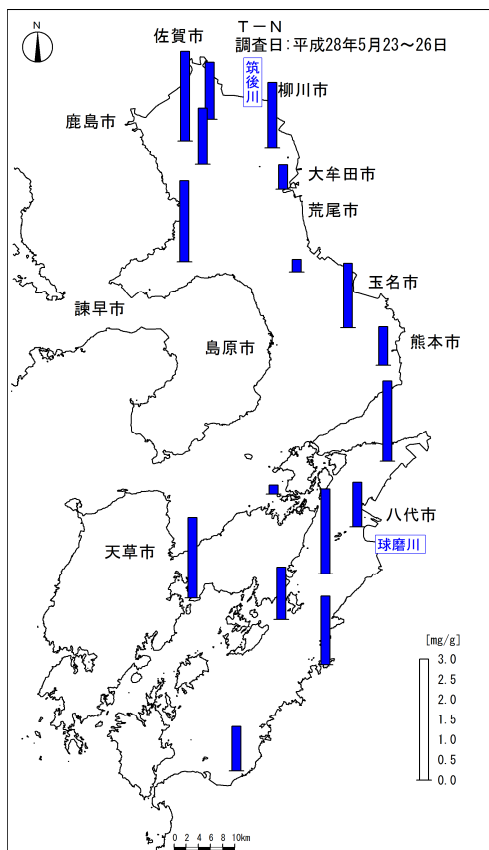 N
T－N
調査日：平成28年5月23～26日
佐賀市
筑後川
柳川市
鹿島市
大牟田市
荒尾市
玉名市
諫早市
島原市
熊本市
八代市
球磨川
天草市
[mg/g]
3.0
2.5
2.0
1.5
1.0
0.5
0.0
0 2 4 6 8 10km